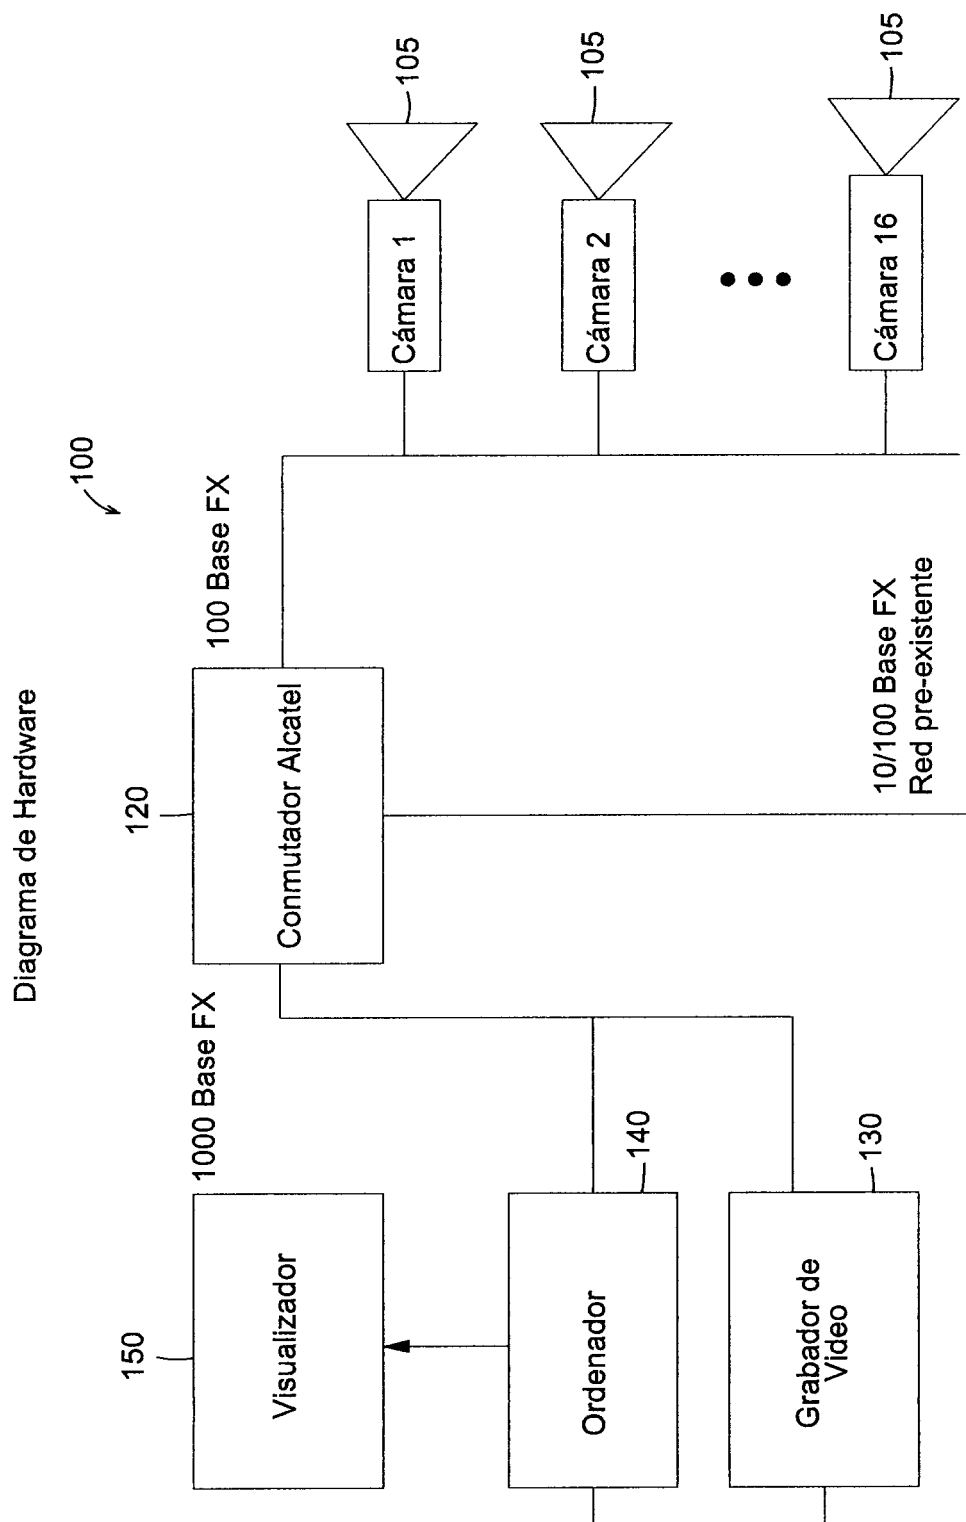 Diagrama de Hardware
100
150
Visualizador
1000 Base FX
120
Conmutador Alcatel
100 Base FX
Cámara 1
105
Cámara 2
105
Cámara 16
105
Ordenador
140
Grabador de
Video
130
10/100 Base FX
Red pre-existente